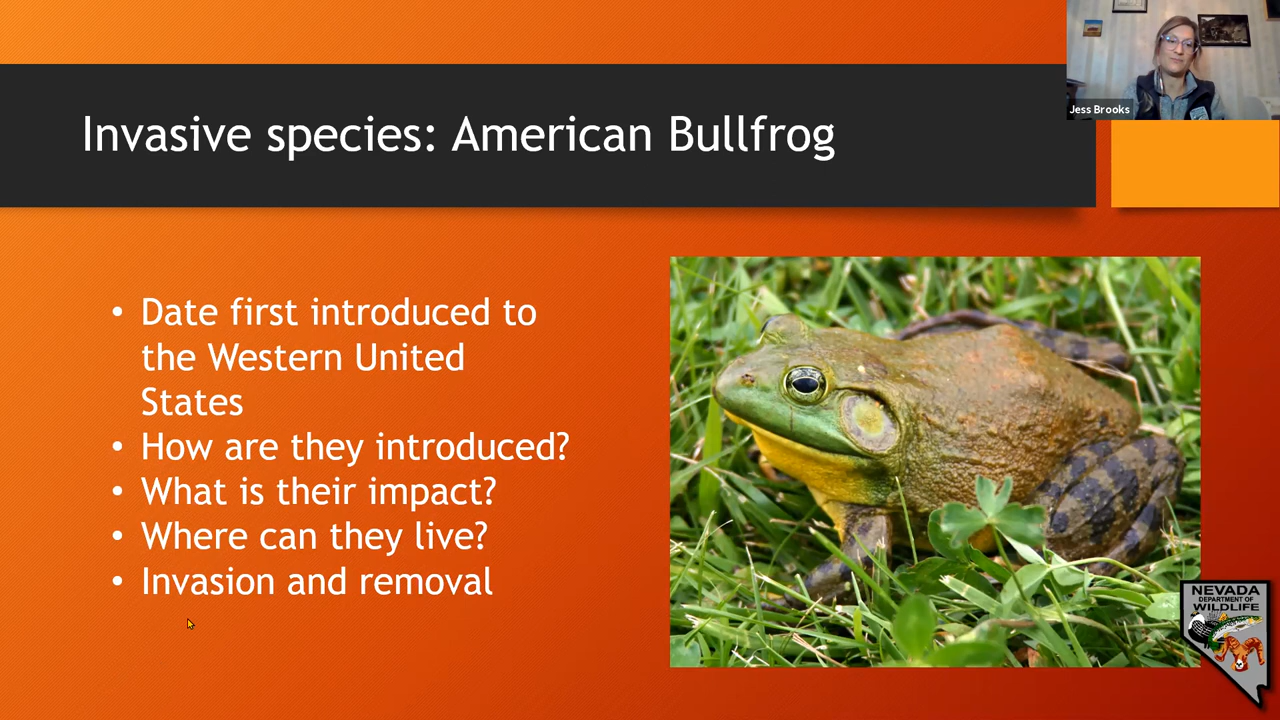 Jess Brooks
Invasive species: American Bullfrog
• Date first introduced to
the Western United
States
• How are they introduced?
• What is their impact?
• Where can they live?
• Invasion and removal
NEVADA
DEPARTMENT OF
WILDLIFE